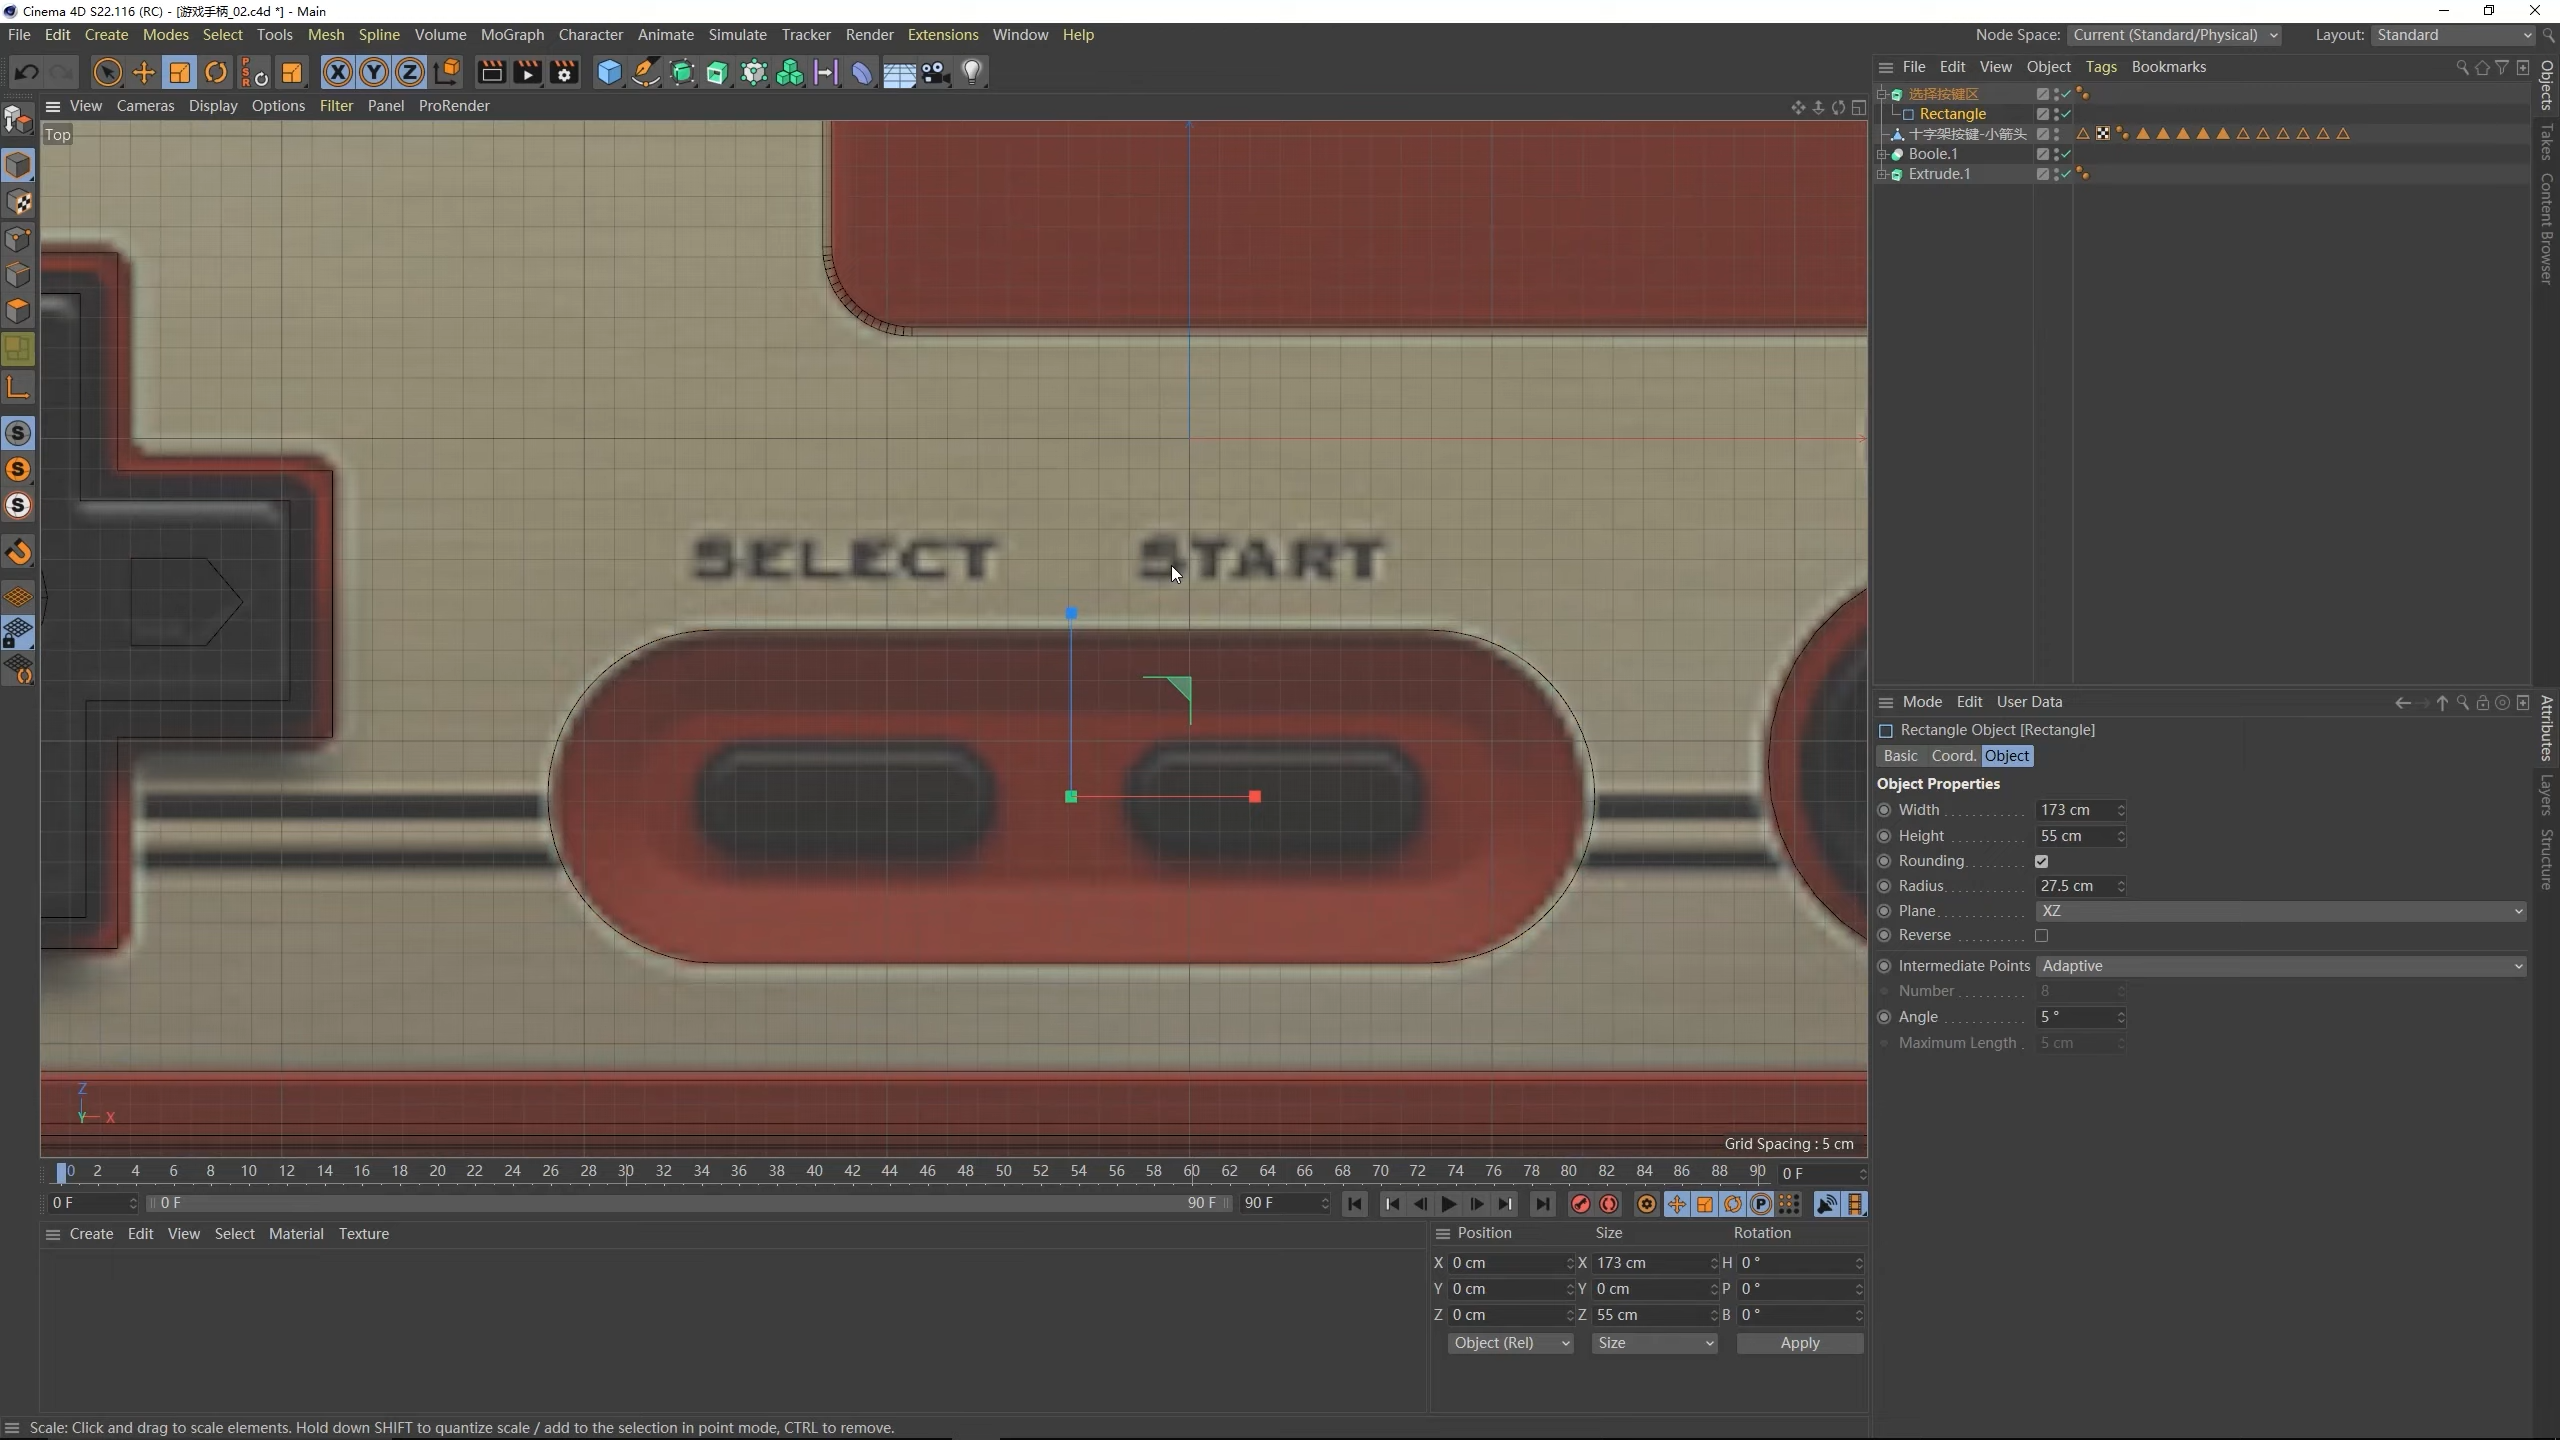 Cinema 4D S22.116 (RC) - [游戏手柄_02.c4d *] - Main
File Edit Create Modes Select Tools Mesh Spline Volume MoGraph Character Animate Simulate Tracker Render Extensions Window Help
Node Space: Current (Standard/Physical) Layout: Standard
File Edit View Object Tags Bookmarks
View Cameras Display Options Filter Panel ProRender
Top
选择按键区
Rectangle
十字架按键-小箭头
Boole.1
Extrude.1
Objects
Takes
Content Browser
SELECT START
Mode Edit User Data
Rectangle Object [Rectangle]
Basic Coord. Object
Object Properties
Width 173 cm
Height 55 cm
Rounding
Radius 27.5 cm
Plane XZ
Reverse
Intermediate Points Adaptive
Number 8
Angle 5 °
Maximum Length 5 cm
Attributes
Layers
Structure
Z
Y X
Grid Spacing : 5 cm
0 2 4 6 8 10 12 14 16 18 20 22 24 26 28 30 32 34 36 38 40 42 44 46 48 50 52 54 56 58 60 62 64 66 68 70 72 74 76 78 80 82 84 86 88 90 0 F
0 F 0 F 90 F 90 F
Create Edit View Select Material Texture
Position Size Rotation
X 0 cm X 173 cm H 0 °
Y 0 cm Y 0 cm P 0 °
Z 0 cm Z 55 cm B 0 °
Object (Rel) Size Apply
Scale: Click and drag to scale elements. Hold down SHIFT to quantize scale / add to the selection in point mode, CTRL to remove.